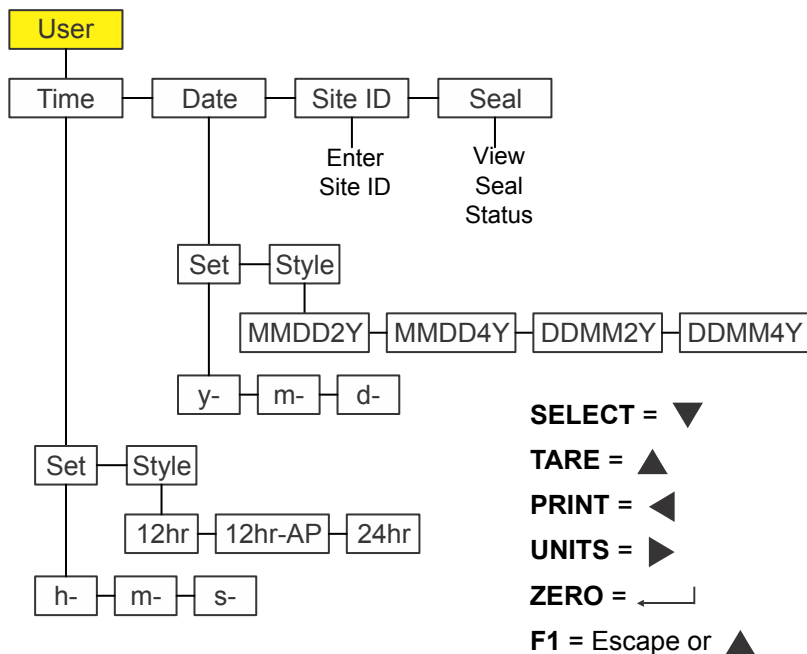 User
Time Date Site ID Seal
Enter
Site ID
View
Seal
Status
Set Style
MMDD2Y MMDD4Y DDMM2Y DDMM4Y
y- m- d-
Set Style
12hr 12hr-AP 24hr
h- m- s-
SELECT =
TARE =
PRINT =
UNITS =
ZERO =
F1 = Escape or